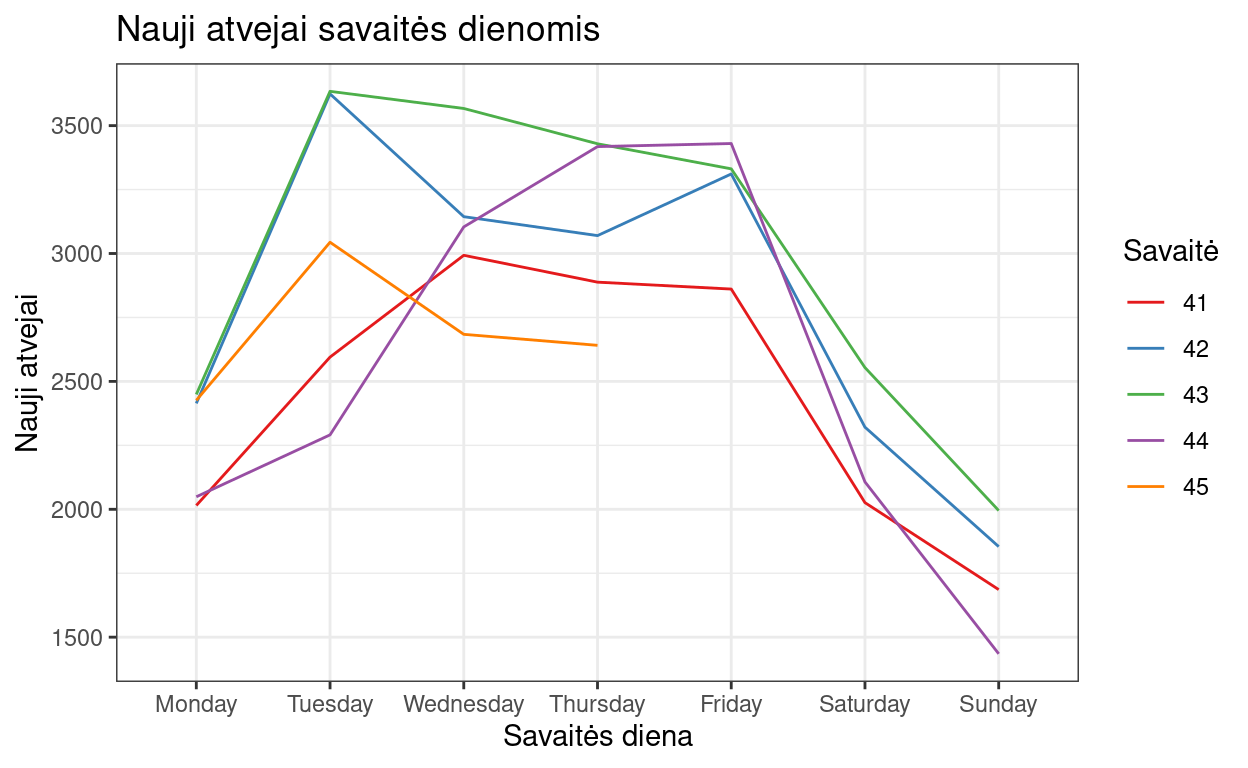 Nauji atvejai savaitės dienomis
Nauji atvejai
3500
3000
2500
2000
1500
Monday Tuesday Wednesday Thursday Friday Saturday Sunday
Savaitės diena
Savaitė
41
42
43
44
45